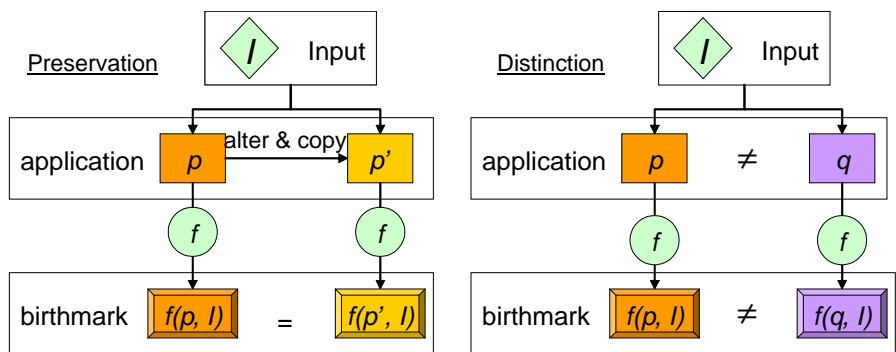 Preservation
I Input
alter & copy
application p p'
f f
birthmark f(p, I) = f(p', I)
Distinction
I Input
application p ≠ q
f f
birthmark f(p, I) ≠ f(q, I)